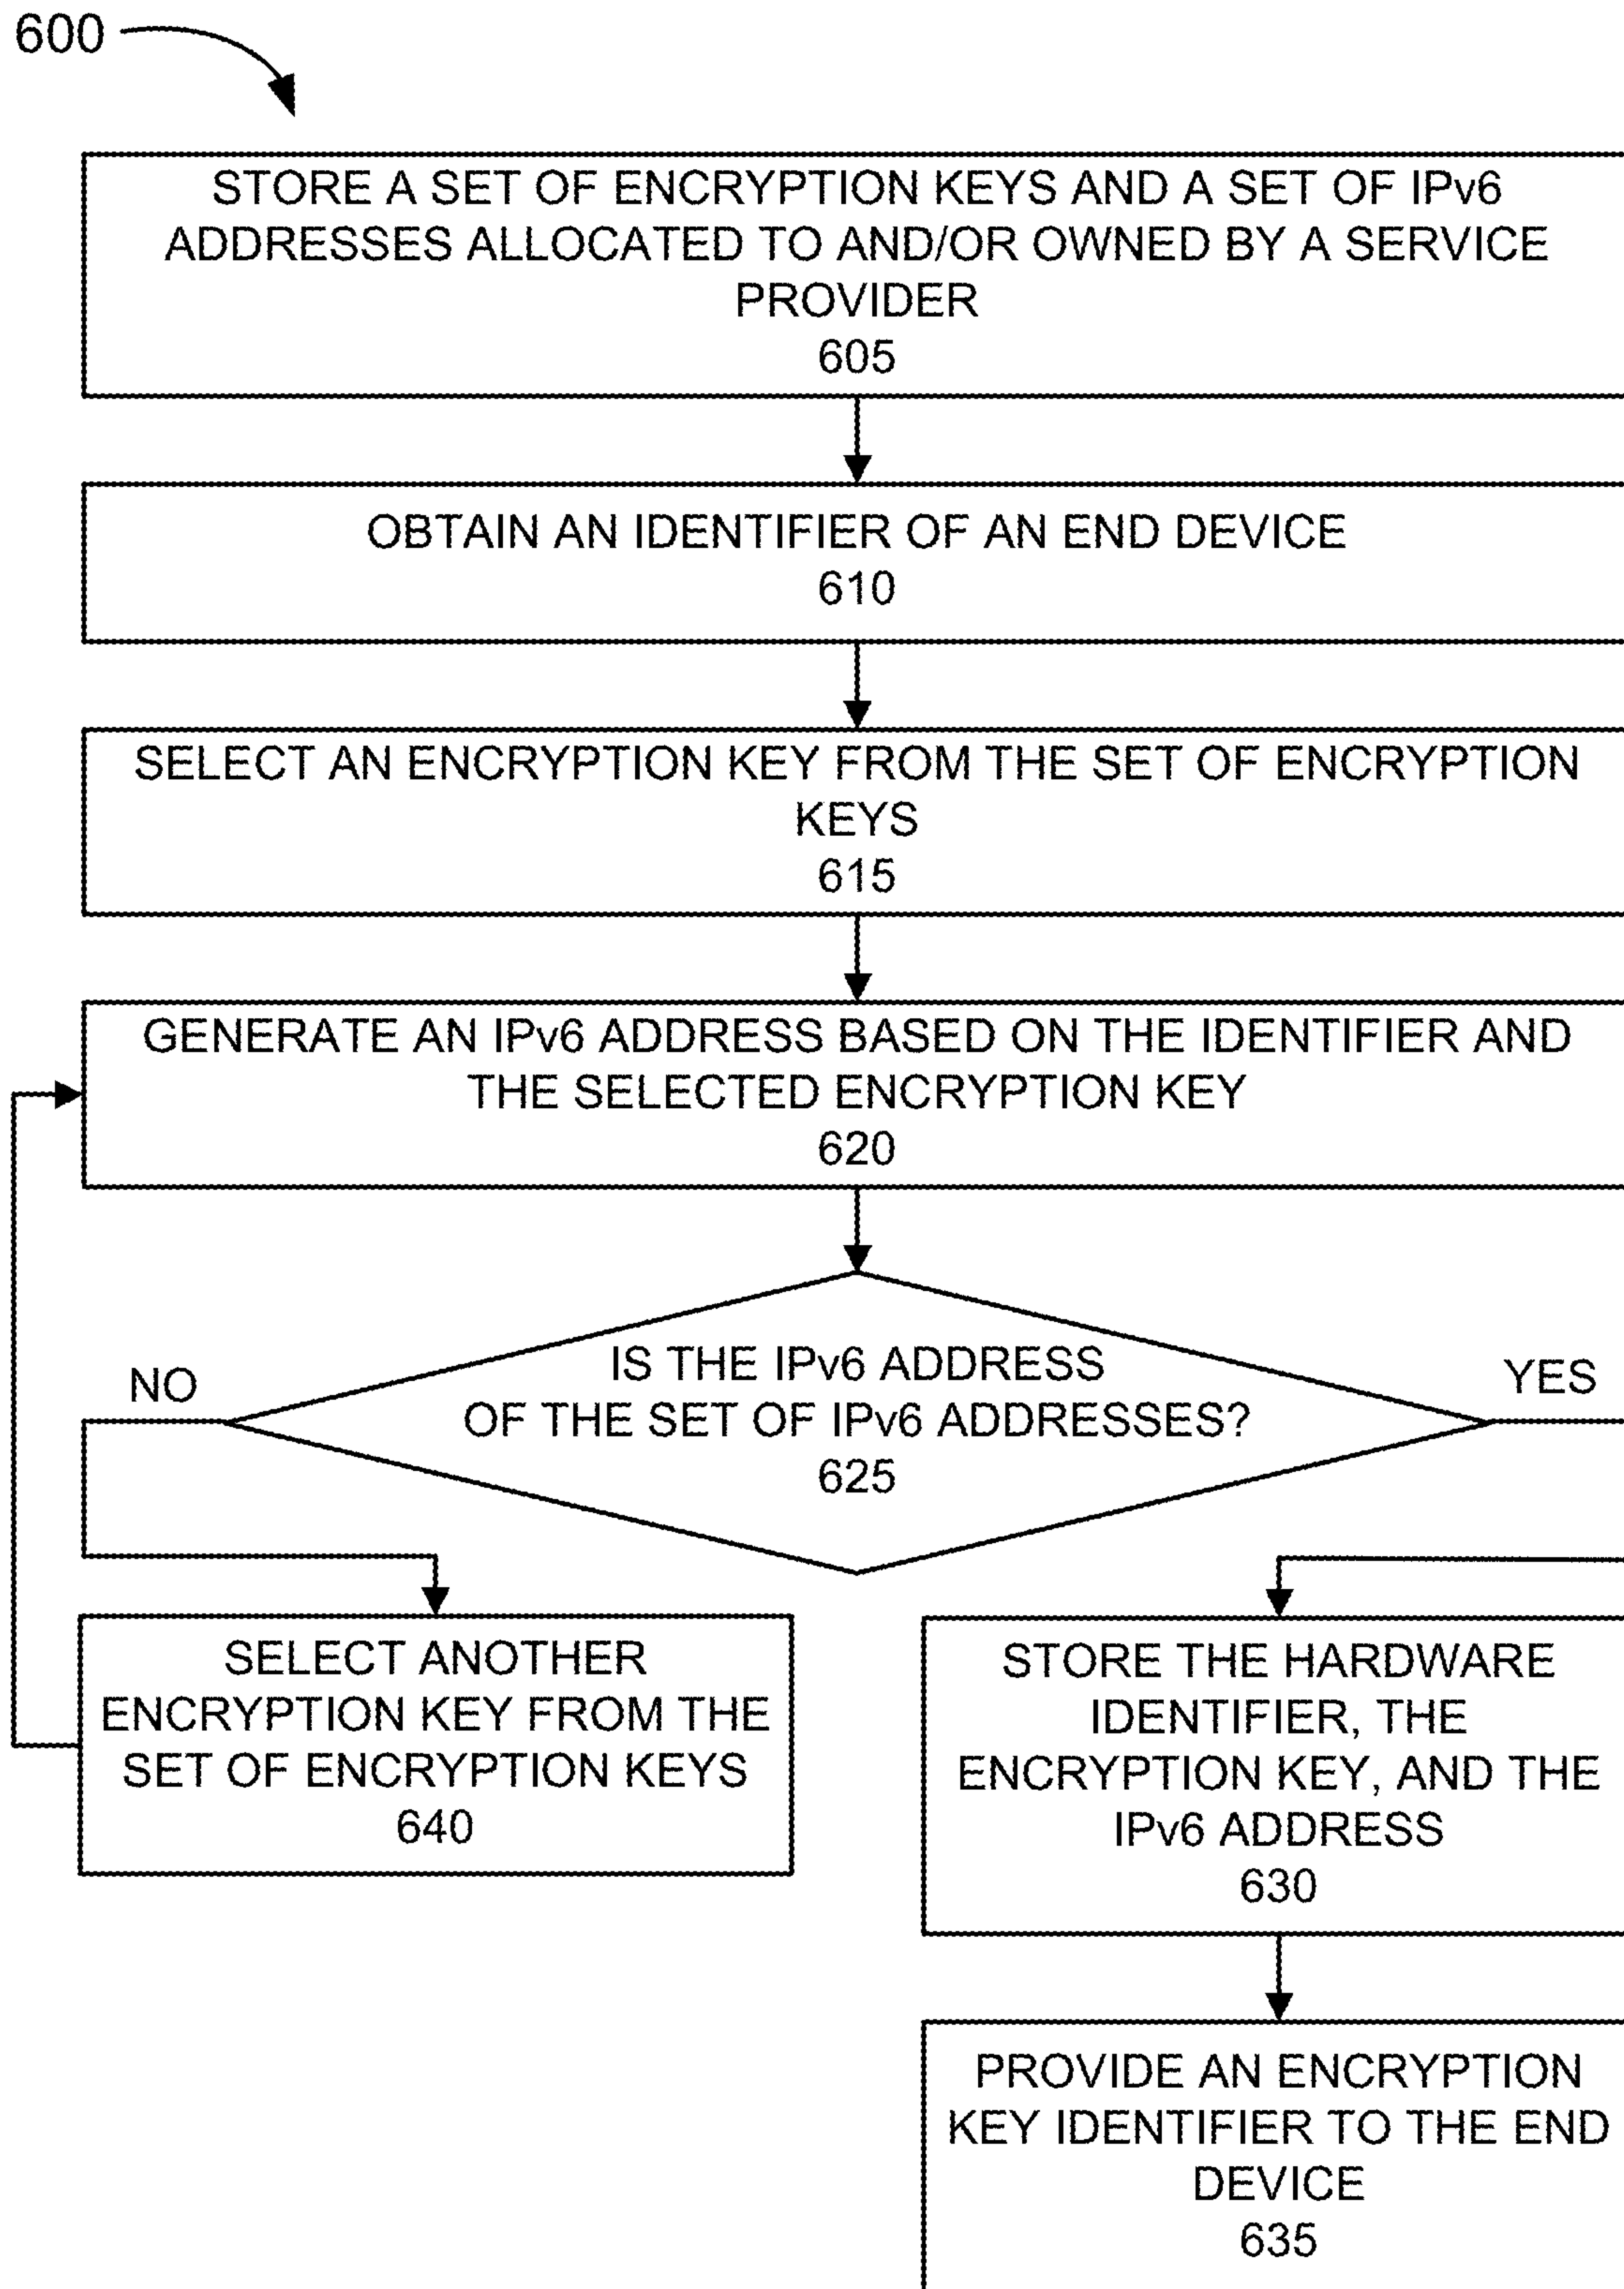 600
STORE A SET OF ENCRYPTION KEYS AND A SET OF IPv6
ADDRESSES ALLOCATED TO AND/OR OWNED BY A SERVICE
PROVIDER
605
OBTAIN AN IDENTIFIER OF AN END DEVICE
610
SELECT AN ENCRYPTION KEY FROM THE SET OF ENCRYPTION
KEYS
615
GENERATE AN IPv6 ADDRESS BASED ON THE IDENTIFIER AND
THE SELECTED ENCRYPTION KEY
620
IS THE IPv6 ADDRESS
OF THE SET OF IPv6 ADDRESSES?
625
NO
YES
SELECT ANOTHER
ENCRYPTION KEY FROM THE
SET OF ENCRYPTION KEYS
640
STORE THE HARDWARE
IDENTIFIER, THE
ENCRYPTION KEY, AND THE
IPv6 ADDRESS
630
PROVIDE AN ENCRYPTION
KEY IDENTIFIER TO THE END
DEVICE
635